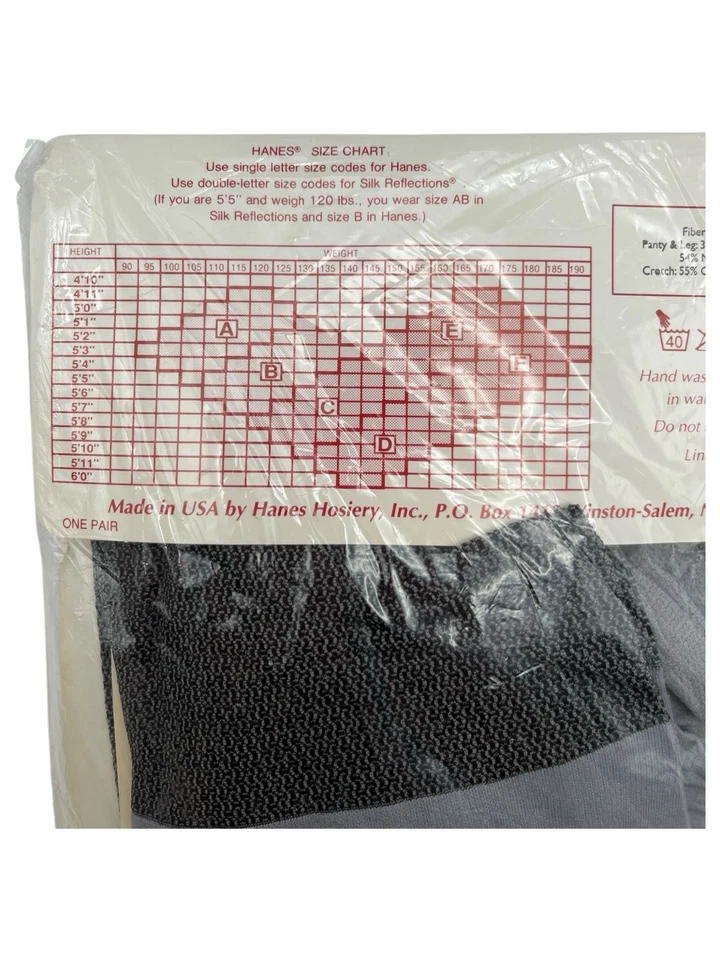 HANES® SIZE CHART
Use single letter size codes for Hanes.
Use double-letter size codes for Silk Reflections®.
(If you are 5'5" and weigh 120 lbs., you wear size AB in
Silk Reflections and size B in Hanes.)
HEIGHT WEIGHT
90 95 100 105 110 115 120 125 130 135 140 145 150 155 160 165 170 175 180 185 190
4'10"
4'11"
5'0"
5'1"
A E
5'2"
5'3"
5'4"
F
B
5'5"
5'6"
5'7"
C
5'8"
5'9"
D
5'10"
5'11"
6'0"
Made in USA by Hanes Hosiery, Inc., P.O. Box Winston-Salem, N
ONE PAIR
Fiber
Panty & Leg: 3
54% N
Crotch: 55% C
40
Hand was
in wa
Do not
Lin